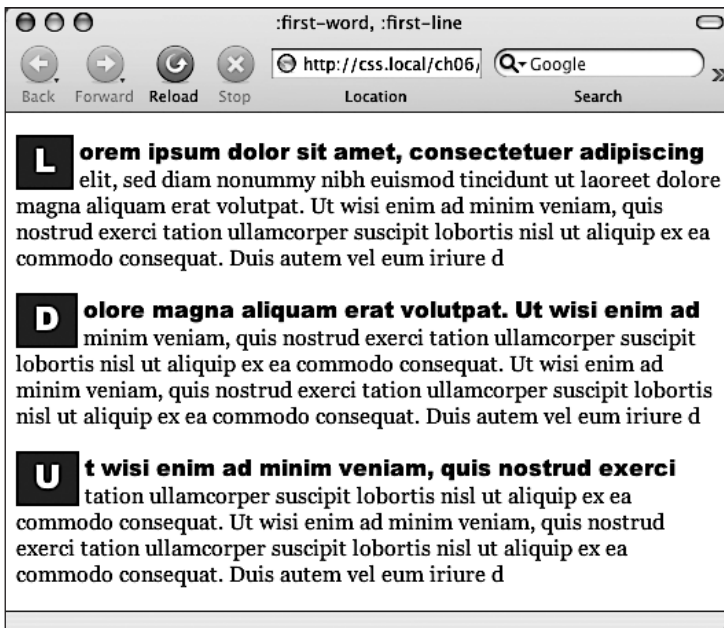 :first-word, :first-line
http://css.local/ch06/ Google
Back Forward Reload Stop Location Search
Lorem ipsum dolor sit amet, consectetuer adipiscing
elit, sed diam nonummy nibh euismod tincidunt ut laoreet dolore
magna aliquam erat volutpat. Ut wisi enim ad minim veniam, quis
nostrud exerci tation ullamcorper suscipit lobortis nisl ut aliquip ex ea
commodo consequat. Duis autem vel eum iriure d
Dolore magna aliquam erat volutpat. Ut wisi enim ad
minim veniam, quis nostrud exerci tation ullamcorper suscipit
lobortis nisl ut aliquip ex ea commodo consequat. Ut wisi enim ad
minim veniam, quis nostrud exerci tation ullamcorper suscipit lobortis
nisl ut aliquip ex ea commodo consequat. Duis autem vel eum iriure d
Ut wisi enim ad minim veniam, quis nostrud exerci
tation ullamcorper suscipit lobortis nisl ut aliquip ex ea
commodo consequat. Ut wisi enim ad minim veniam, quis nostrud
exerci tation ullamcorper suscipit lobortis nisl ut aliquip ex ea
commodo consequat. Duis autem vel eum iriure d